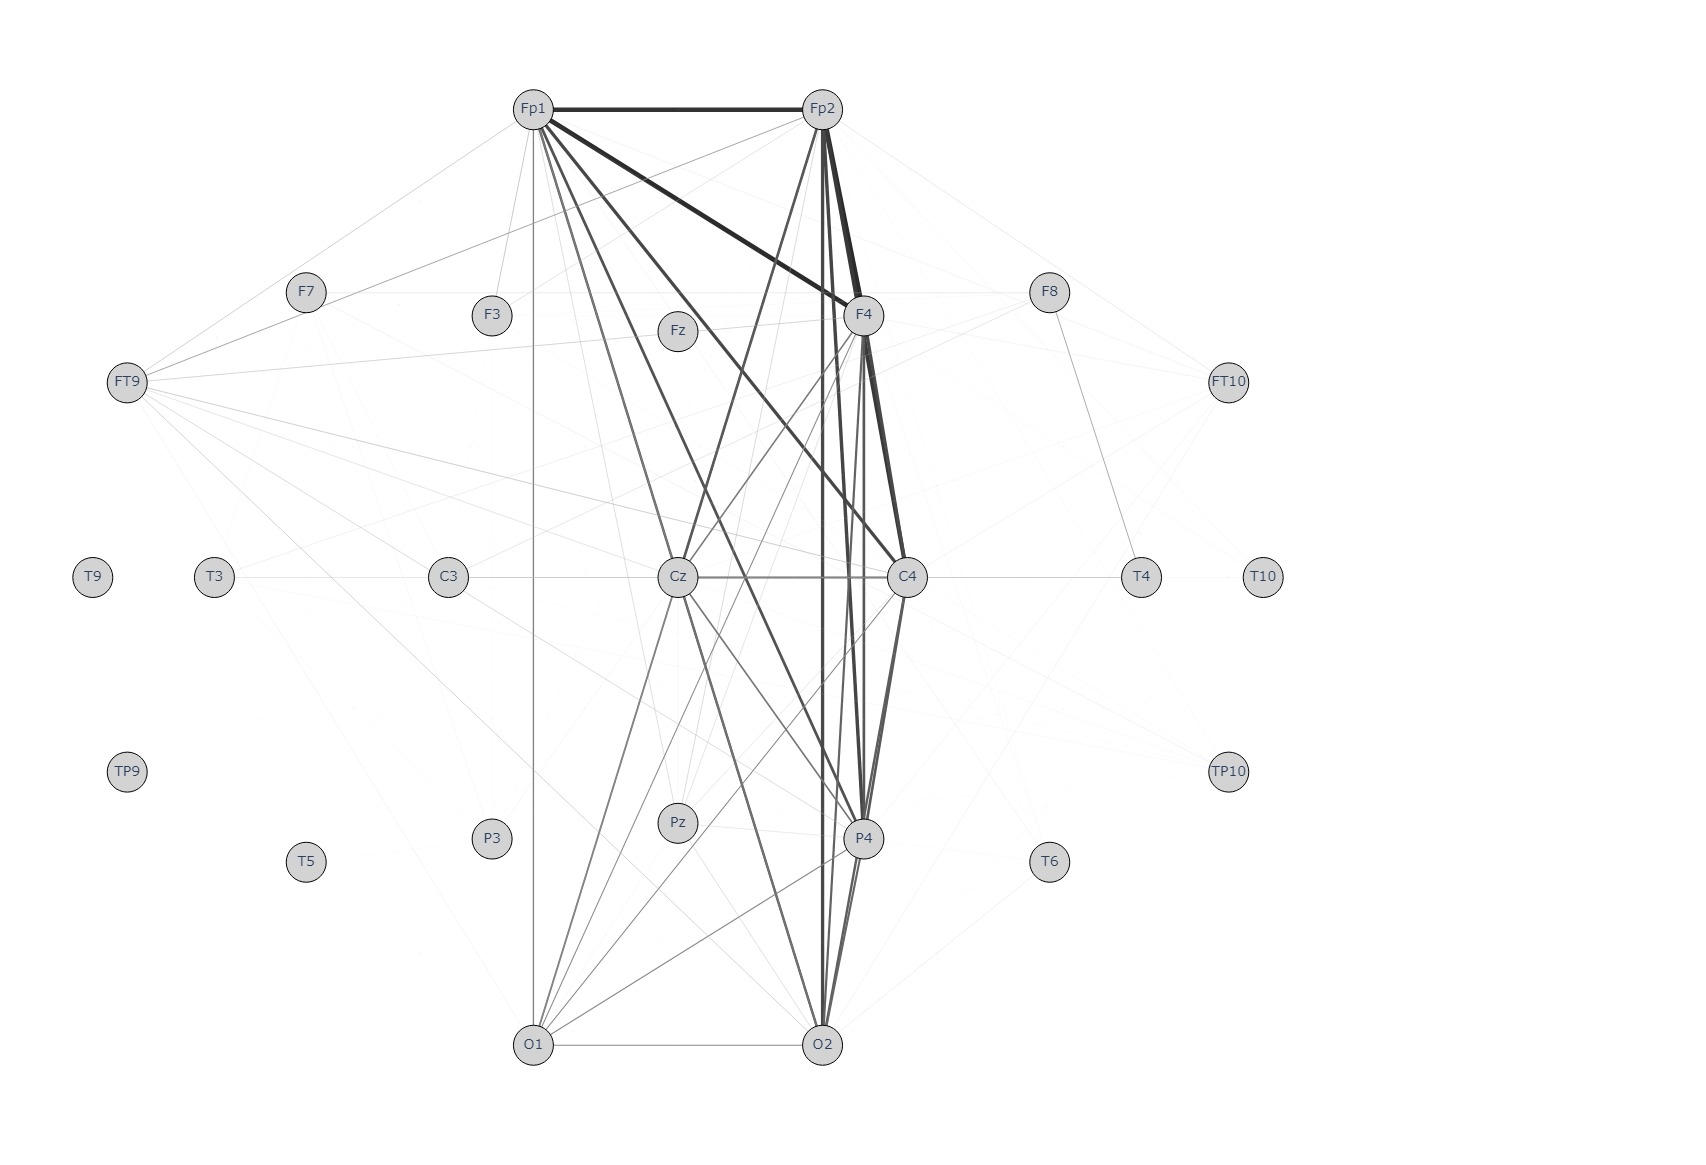 Fp1 Fp2
F7 F3 Fz F4 F8
FT9 FT10
T9 T3 C3 Cz C4 T4 T10
TP9 TP10
T5 P3 Pz P4 T6
O1 O2